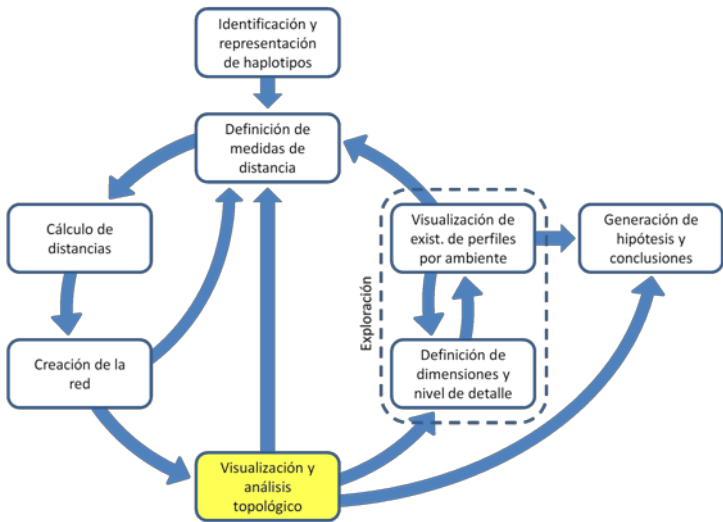 Identificación y
representación
de haplotipos
Definición de
medidas de
distancia
Cálculo de
distancias
Visualización de
exist. de perfiles
por ambiente
Generación de
hipótesis y
conclusiones
Exploración
Creación de la
red
Definición de
dimensiones y
nivel de detalle
Visualización y
análisis
topológico